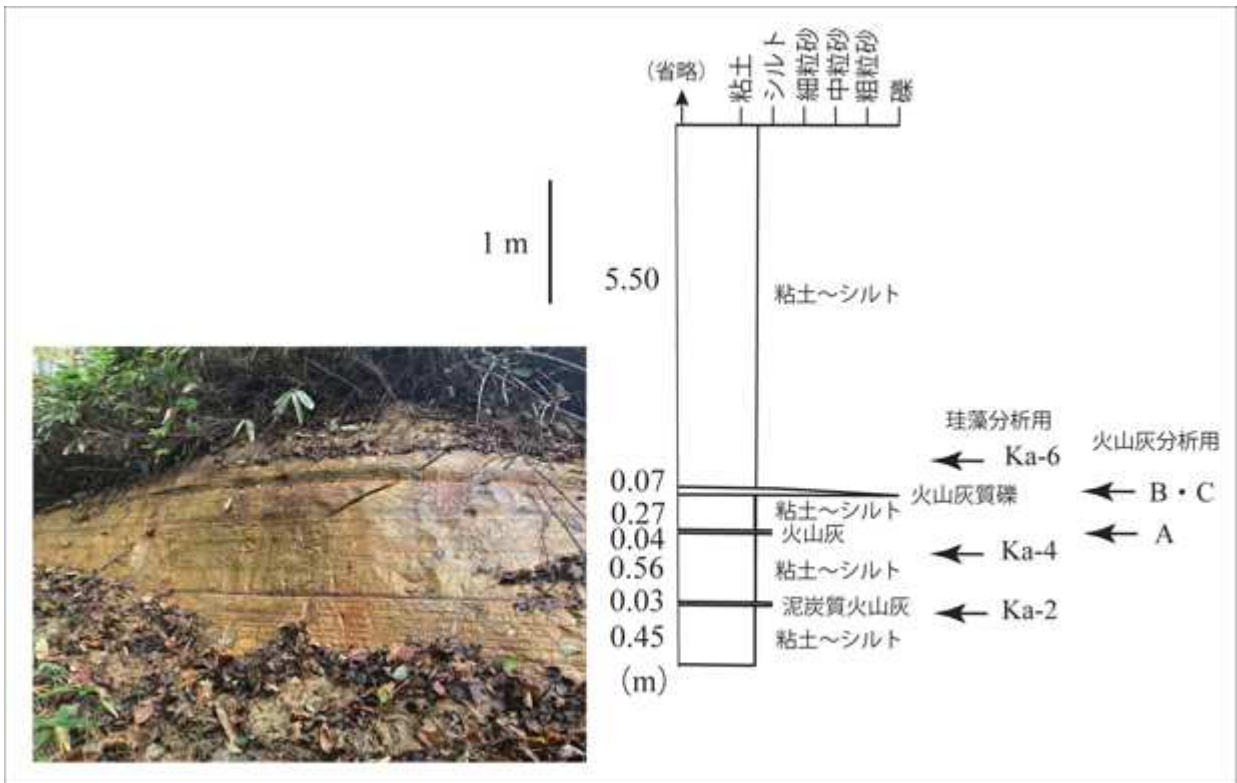 （省略）
粘土
シルト
細粒砂
中粒砂
粗粒砂
礫
1 m
5.50
粘土～シルト
珪藻分析用
火山灰分析用
Ka-6
0.07
火山灰質礫
B・C
0.27
粘土～シルト
0.04
火山灰
A
Ka-4
0.56
粘土～シルト
0.03
泥炭質火山灰
Ka-2
0.45
粘土～シルト
（m）